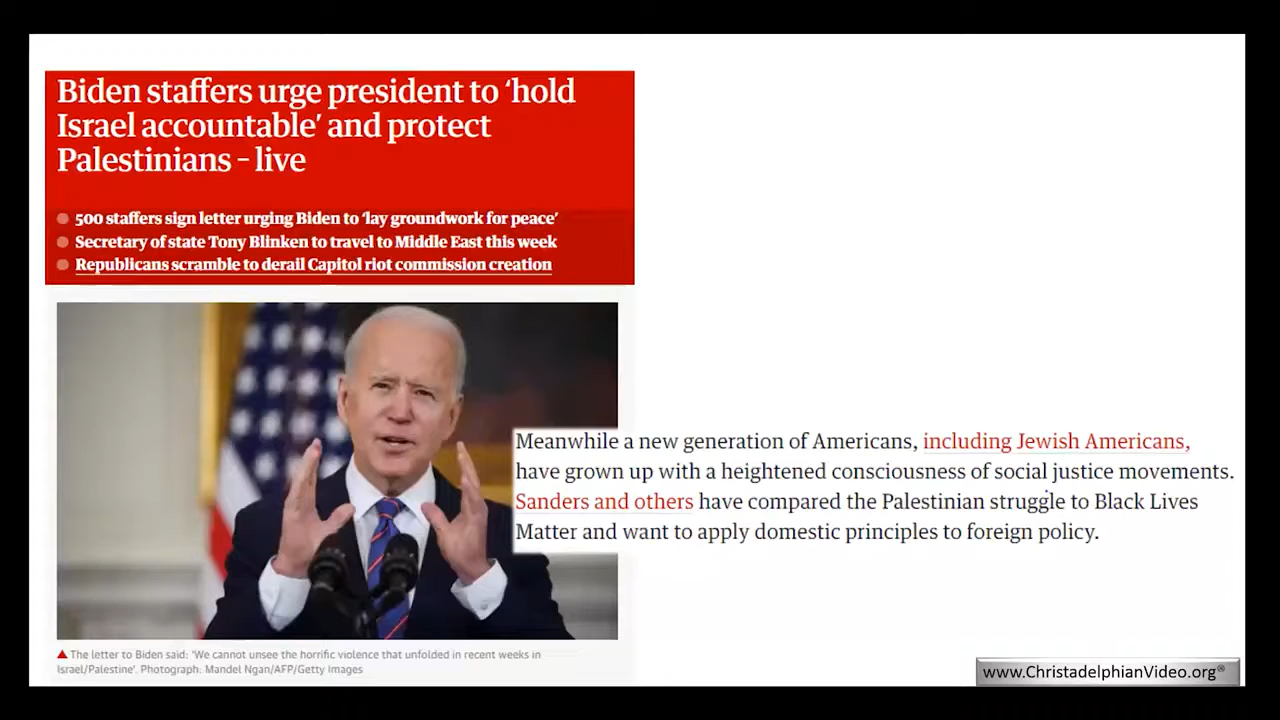 Biden staffers urge president to ‘hold
Israel accountable’ and protect
Palestinians – live
500 staffers sign letter urging Biden to ‘lay groundwork for peace’
Secretary of state Tony Blinken to travel to Middle East this week
Republicans scramble to derail Capitol riot commission creation
Meanwhile a new generation of Americans, including Jewish Americans,
have grown up with a heightened consciousness of social justice movements.
Sanders and others have compared the Palestinian struggle to Black Lives
Matter and want to apply domestic principles to foreign policy.
The letter to Biden said: ‘We cannot unsee the horrific violence that unfolded in recent weeks in
Israel/Palestine’. Photograph: Mandel Ngan/AFP/Getty Images
www.ChristadelphianVideo.org®